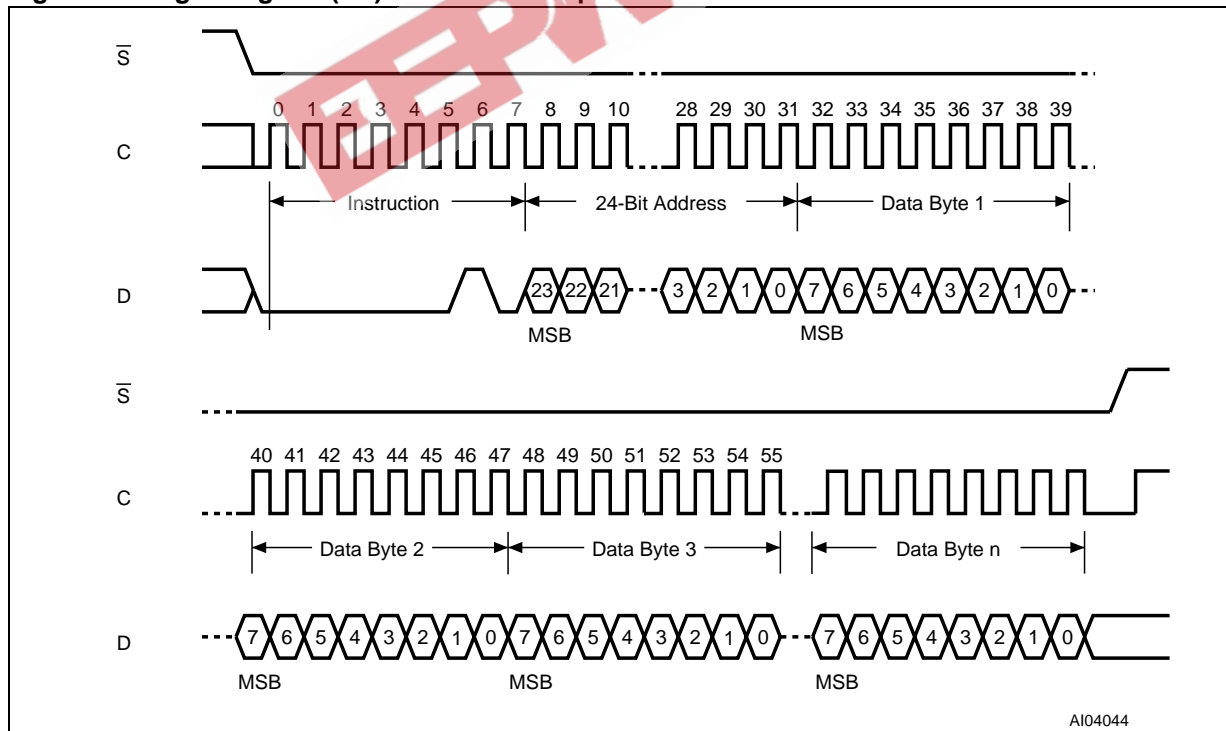 S
0 1 2 3 4 5 6 7 8 9 10 28 29 30 31 32 33 34 35 36 37 38 39
C
Instruction 24-Bit Address Data Byte 1
D
23 22 21 3 2 1 0 7 6 5 4 3 2 1 0
MSB MSB
S
40 41 42 43 44 45 46 47 48 49 50 51 52 53 54 55
C
Data Byte 2 Data Byte 3 Data Byte n
D
7 6 5 4 3 2 1 0 7 6 5 4 3 2 1 0 7 6 5 4 3 2 1 0
MSB MSB MSB
AI04044